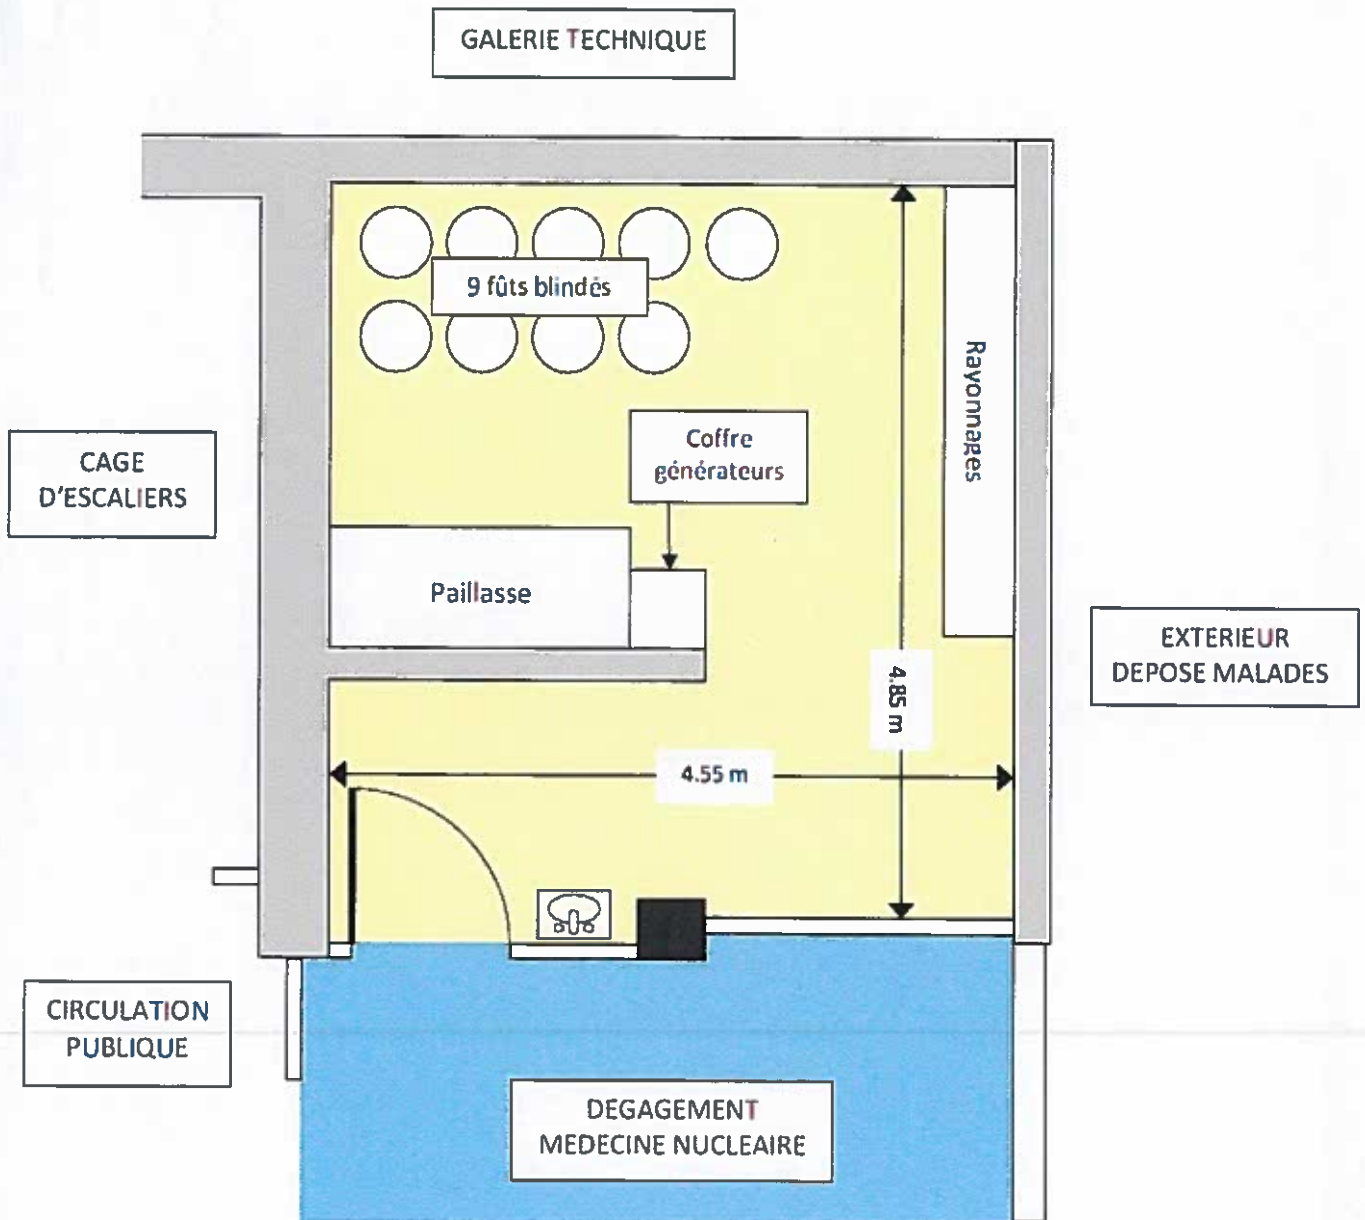 GALERIE TECHNIQUE
9 fûts blindés
Rayonnages
Coffre
générateurs
CAGE
D'ESCALIERS
Paillasse
EXTERIEUR
DEPOSE MALADES
4.85 m
4.55 m
CIRCULATION
PUBLIQUE
DEGAGEMENT
MEDECINE NUCLEAIRE